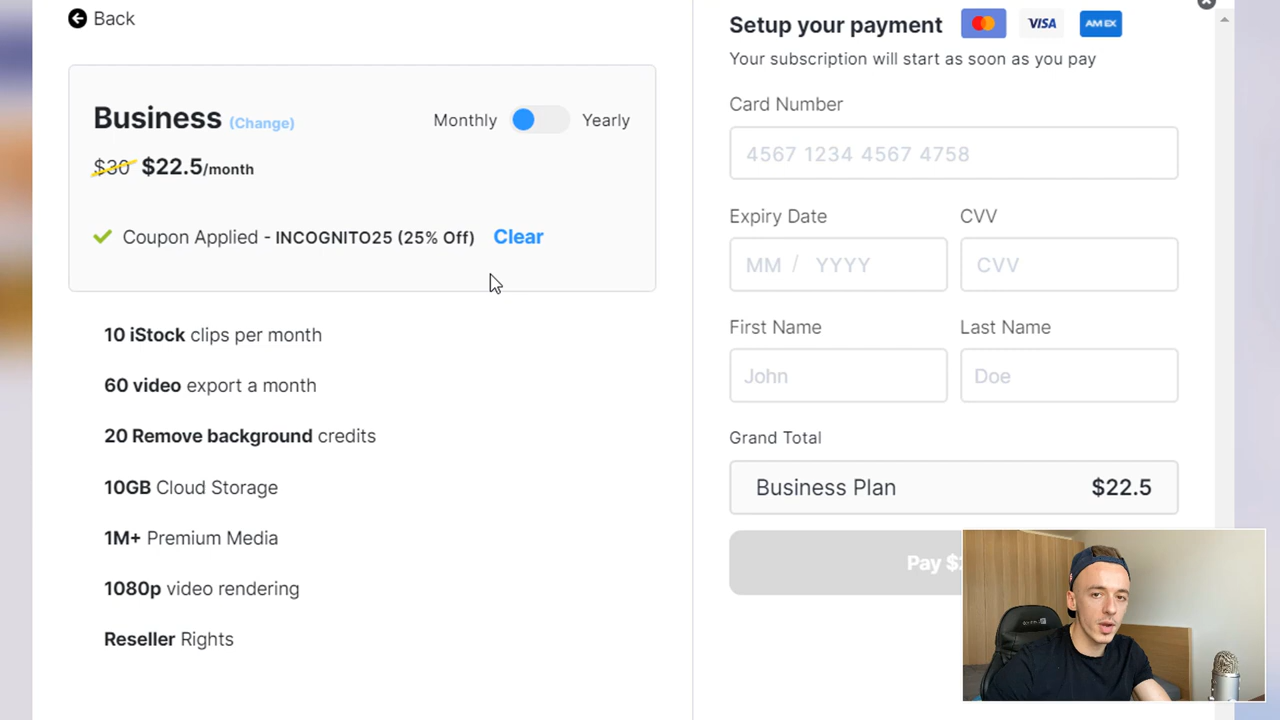 Back
Business (Change)
Monthly
Yearly
$30 $22.5/month
Coupon Applied - INCOGNITO25 (25% Off) Clear
10 iStock clips per month
60 video export a month
20 Remove background credits
10GB Cloud Storage
1M+ Premium Media
1080p video rendering
Reseller Rights
Setup your payment
VISA
AMEX
Your subscription will start as soon as you pay
Card Number
4567 1234 4567 4758
Expiry Date
CVV
MM / YYYY
CVV
First Name
Last Name
John
Doe
Grand Total
Business Plan $22.5
Pay